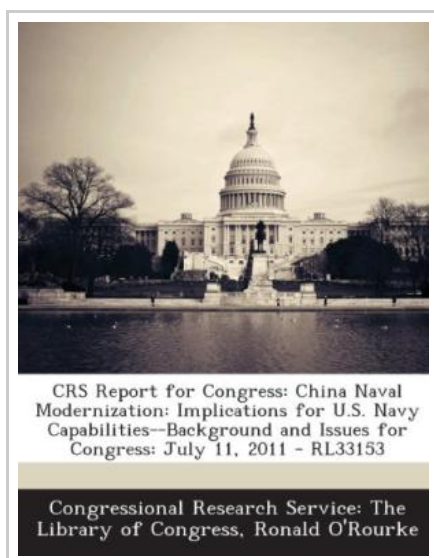 CRS Report for Congress: China Naval
Modernization: Implications for U.S. Navy
Capabilities--Background and Issues for
Congress: July 11, 2011 - RL33153
Congressional Research Service: The
Library of Congress, Ronald O'Rourke